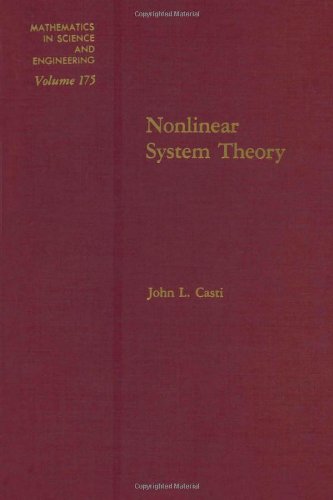 MATHEMATICS
IN SCIENCE
AND
ENGINEERING
Volume 175
Nonlinear
System Theory
John L. Casti